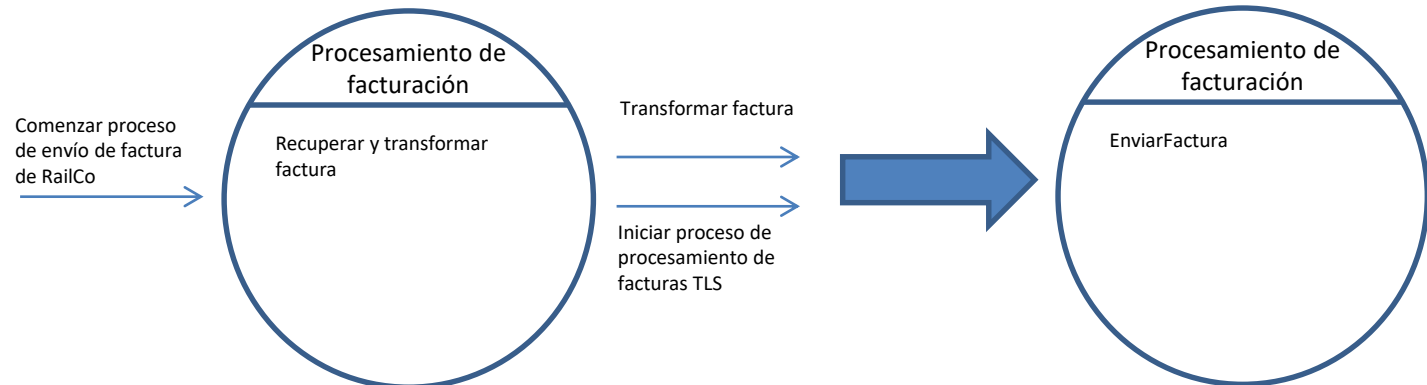 Comenzar proceso
de envío de factura
de RailCo
Procesamiento de
facturación
Recuperar y transformar
factura
Transformar factura
Iniciar proceso de
procesamiento de
facturas TLS
Procesamiento de
facturación
EnviarFactura